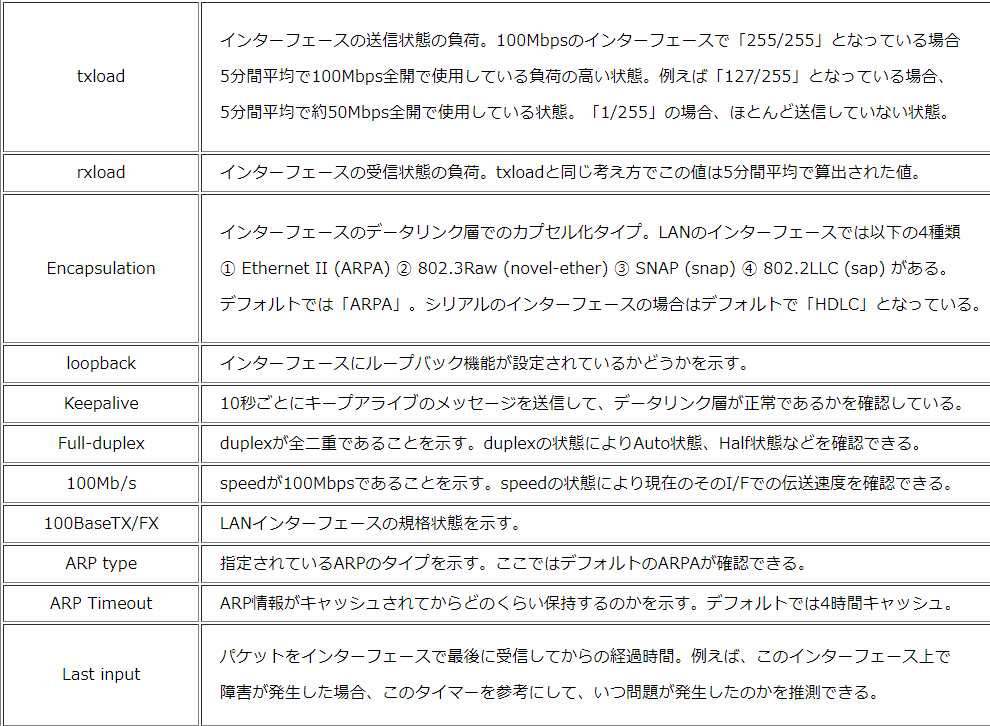 txload
インターフェースの送信状態の負荷。100Mbpsのインターフェースで「255/255」となっている場合
5分間平均で100Mbps全開で使用している負荷の高い状態。例えば「127/255」となっている場合、
5分間平均で約50Mbps全開で使用している状態。「1/255」の場合、ほとんど送信していない状態。
rxload
インターフェースの受信状態の負荷。txloadと同じ考え方でこの値は5分間平均で算出された値。
Encapsulation
インターフェースのデータリンク層でのカプセル化タイプ。LANのインターフェースでは以下の4種類
① Ethernet II (ARPA) ② 802.3Raw (novel-ether) ③ SNAP (snap) ④ 802.2LLC (sap) がある。
デフォルトでは「ARPA」。シリアルのインターフェースの場合はデフォルトで「HDLC」となっている。
loopback
インターフェースにループバック機能が設定されているかどうかを示す。
Keepalive
10秒ごとにキープアライブのメッセージを送信して、データリンク層が正常であるかを確認している。
Full-duplex
duplexが全二重であることを示す。duplexの状態によりAuto状態、Half状態などを確認できる。
100Mb/s
speedが100Mbpsであることを示す。speedの状態により現在のそのI/Fでの伝送速度を確認できる。
100BaseTX/FX
LANインターフェースの規格状態を示す。
ARP type
指定されているARPのタイプを示す。ここではデフォルトのARPAが確認できる。
ARP Timeout
ARP情報がキャッシュされてからどのくらい保持するのかを示す。デフォルトでは4時間キャッシュ。
Last input
パケットをインターフェースで最後に受信してからの経過時間。例えば、このインターフェース上で
障害が発生した場合、このタイマーを参考にして、いつ問題が発生したのかを推測できる。